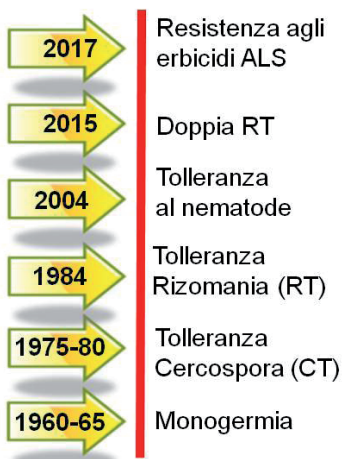 2017
Resistenza agli
erbicidi ALS
2015
Doppia RT
2004
Tolleranza
al nematode
1984
Tolleranza
Rizomania (RT)
1975-80
Tolleranza
Cercospora (CT)
1960-65
Monogermia